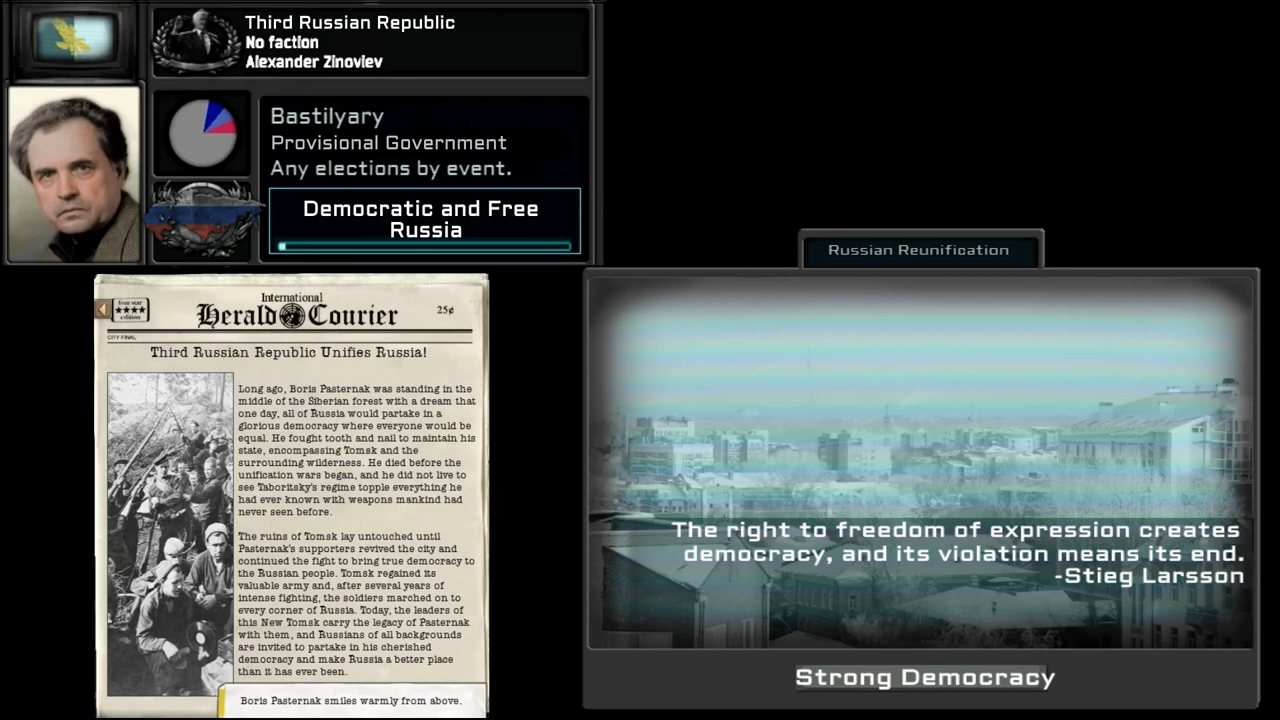 Third Russian Republic
No faction
Alexander Zinoviev
Bastilyary
Provisional Government
Any elections by event.
Democratic and Free
Russia
four star
★★★★
edition
International
Herald Courier
25¢
CITY FINAL
Third Russian Republic Unifies Russia!
Long ago, Boris Pasternak was standing in the
middle of the Siberian forest with a dream that
one day, all of Russia would partake in a
glorious democracy where everyone would be
equal. He fought tooth and nail to maintain his
state, encompassing Tomsk and the
surrounding wilderness. He died before the
unification wars began, and he did not live to
see Taboritsky's regime topple everything he
had ever known with weapons mankind had
never seen before.
The ruins of Tomsk lay untouched until
Pasternak's supporters revived the city and
continued the fight to bring true democracy to
the Russian people. Tomsk regained its
valuable army and, after several years of
intense fighting, the soldiers marched on to
every corner of Russia. Today, the leaders of
this New Tomsk carry the legacy of Pasternak
with them, and Russians of all backgrounds
are invited to partake in his cherished
democracy and make Russia a better place
than it has ever been.
Boris Pasternak smiles warmly from above.
Russian Reunification
The right to freedom of expression creates
democracy, and its violation means its end.
-Stieg Larsson
Strong Democracy